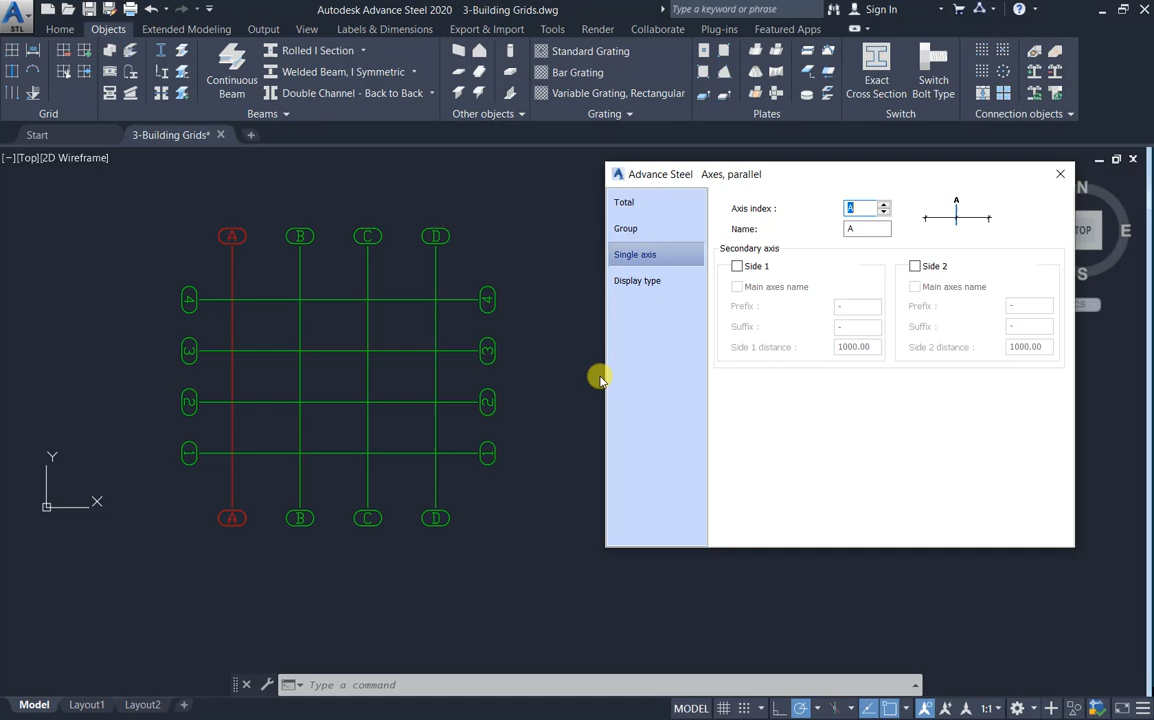 Autodesk Advance Steel 2020 3-Building Grids.dwg
Type a keyword or phrase
Sign In
STL
Home Objects Extended Modeling Output View Labels & Dimensions Export & Import Tools Render Collaborate Plug-ins Featured Apps
Rolled I Section
Welded Beam, I Symmetric
Double Channel - Back to Back
Continuous
Beam
Standard Grating
Bar Grating
Variable Grating, Rectangular
Exact
Cross Section
Switch
Bolt Type
Grid Beams Other objects Grating Plates Switch Connection objects
Start 3-Building Grids*
[−][Top][2D Wireframe]
Advance Steel Axes, parallel
Total
Group
Single axis
Display type
Axis index : A
Name: A
A
Secondary axis
Side 1
Main axes name
Prefix : -
Suffix : -
Side 1 distance : 1000.00
Side 2
Main axes name
Prefix : -
Suffix : -
Side 2 distance : 1000.00
N
TOP
E
S
CS
A B C D
4 4
3 3
2 2
1 1
A B C D
Y
X
Type a command
Model Layout1 Layout2
MODEL
1:1